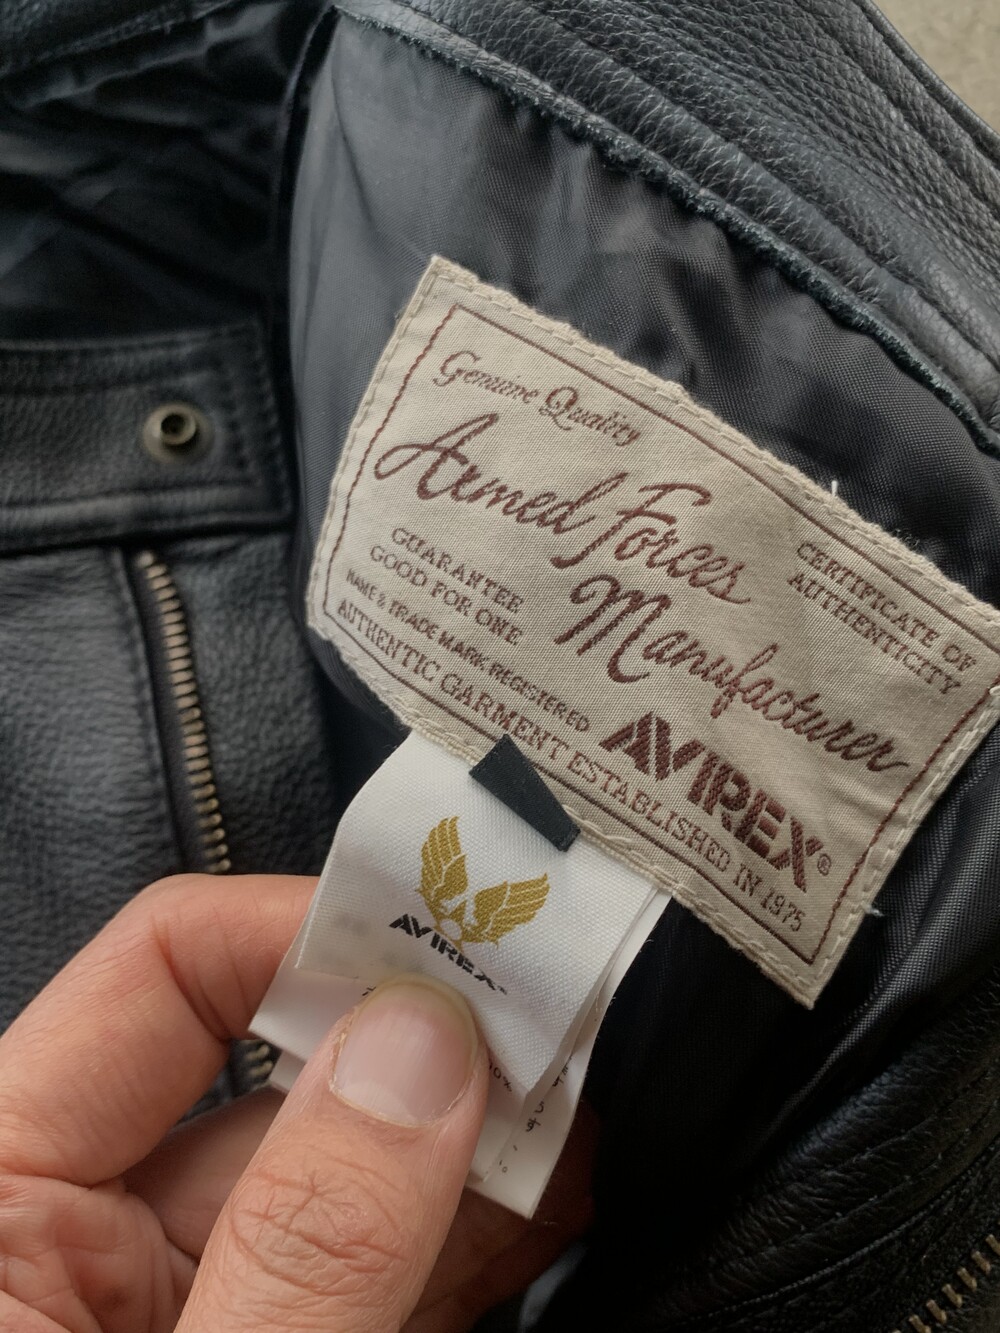 Genuine Quality
Armed Forces
Manufacturer
CERTIFICATE OF
AUTHENTICITY
GUARANTEE
GOOD FOR ONE
NAME & TRADE MARK REGISTERED
AVIREX®
AUTHENTIC GARMENT ESTABLISHED IN 1975
AVIREX